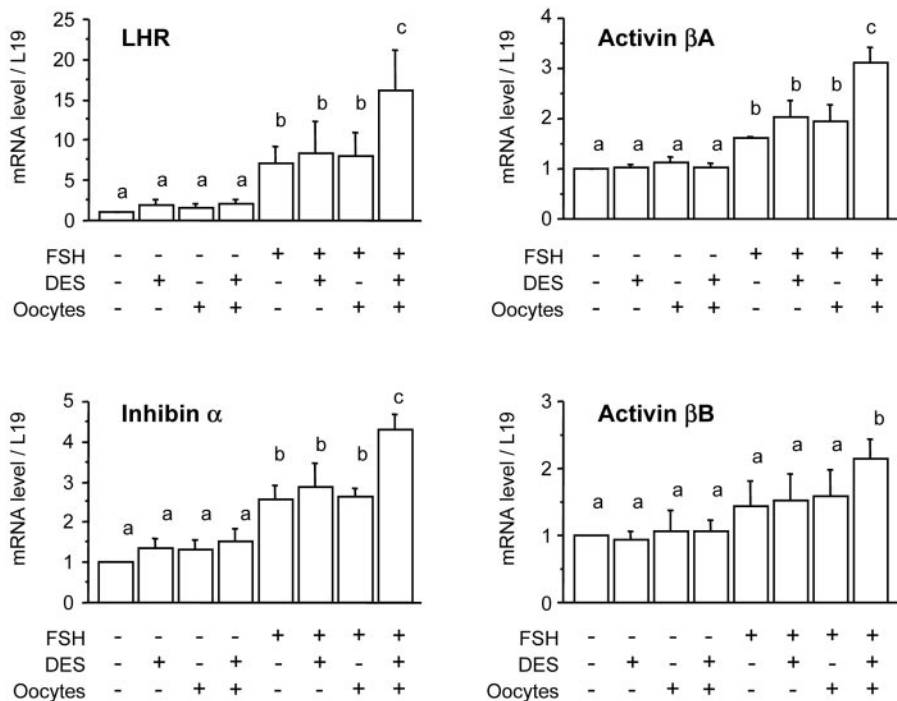 LHR
mRNA level / L19
25
20
15
10
5
0
a a a a b b b c
FSH - - - - + + + +
DES - + - + - + - +
Oocytes - - + + - - + +
Activin βA
mRNA level / L19
4
3
2
1
0
a a a a b b b c
FSH - - - - + + + +
DES - + - + - + - +
Oocytes - - + + - - + +
Inhibin α
mRNA level / L19
5
4
3
2
1
0
a a a a b b b c
FSH - - - - + + + +
DES - + - + - + - +
Oocytes - - + + - - + +
Activin βB
mRNA level / L19
3
2
1
0
a a a a a a a b
FSH - - - - + + + +
DES - + - + - + - +
Oocytes - - + + - - + +